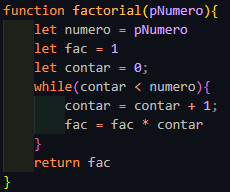 function factorial(pNumero){
    let numero = pNumero
    let fac = 1
    let contar = 0;
    while(contar < numero){
        contar = contar + 1;
        fac = fac * contar
    }
    return fac
}